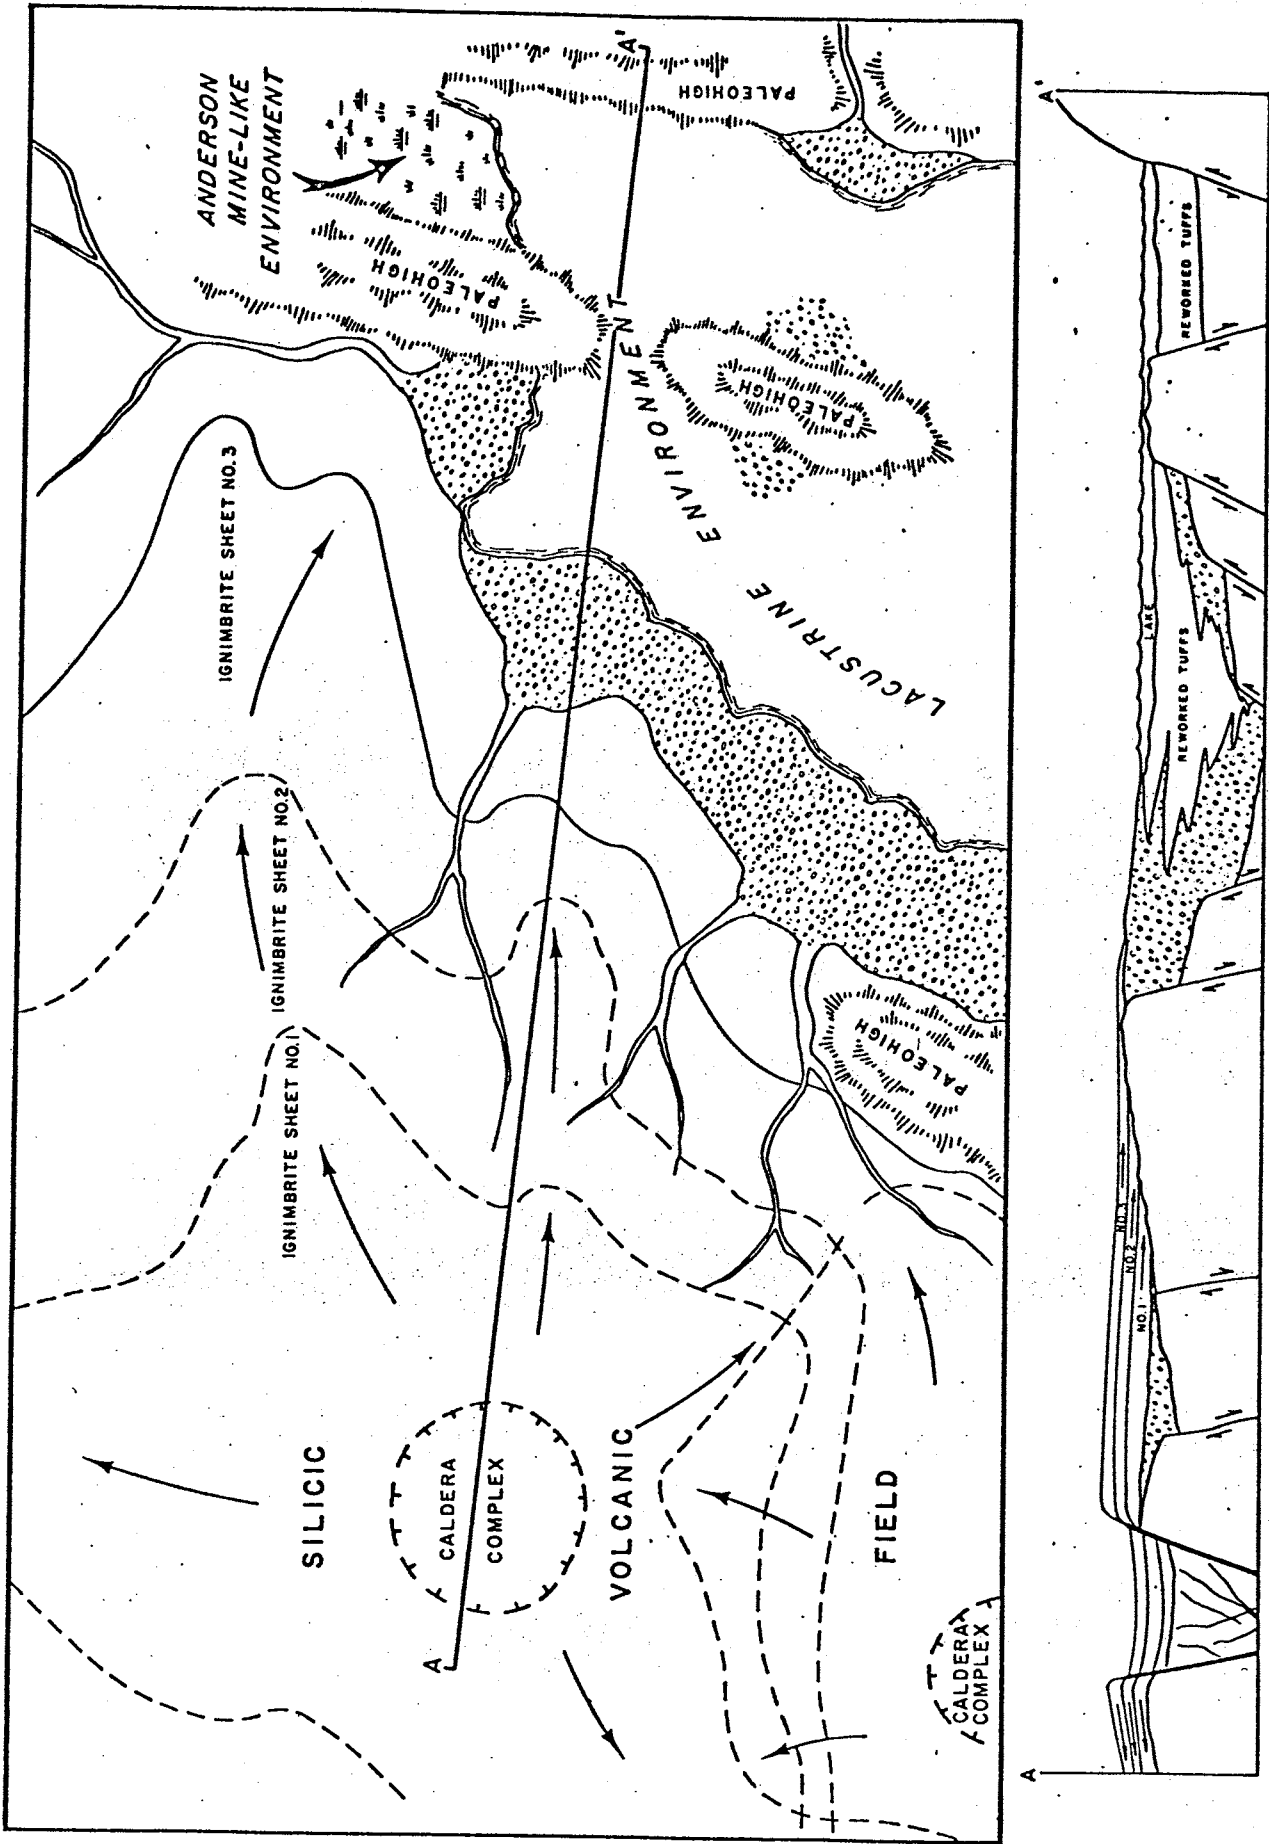 ANDERSON
MINE-LIKE
ENVIRONMENT
A'
PALEOHIGH
PALEOHIGH
PALEOHIGH
PALEOHIGH
LACUSTRINE ENVIRONMENT
IGNIMBRITE SHEET NO.3
IGNIMBRITE SHEET NO.2
IGNIMBRITE SHEET NO.1
SILICIC
VOLCANIC
FIELD
CALDERA
COMPLEX
CALDERA
COMPLEX
A
A
A'
NO.1
NO.2
NO.3
LAKE
REWORKED TUFFS
REWORKED TUFFS